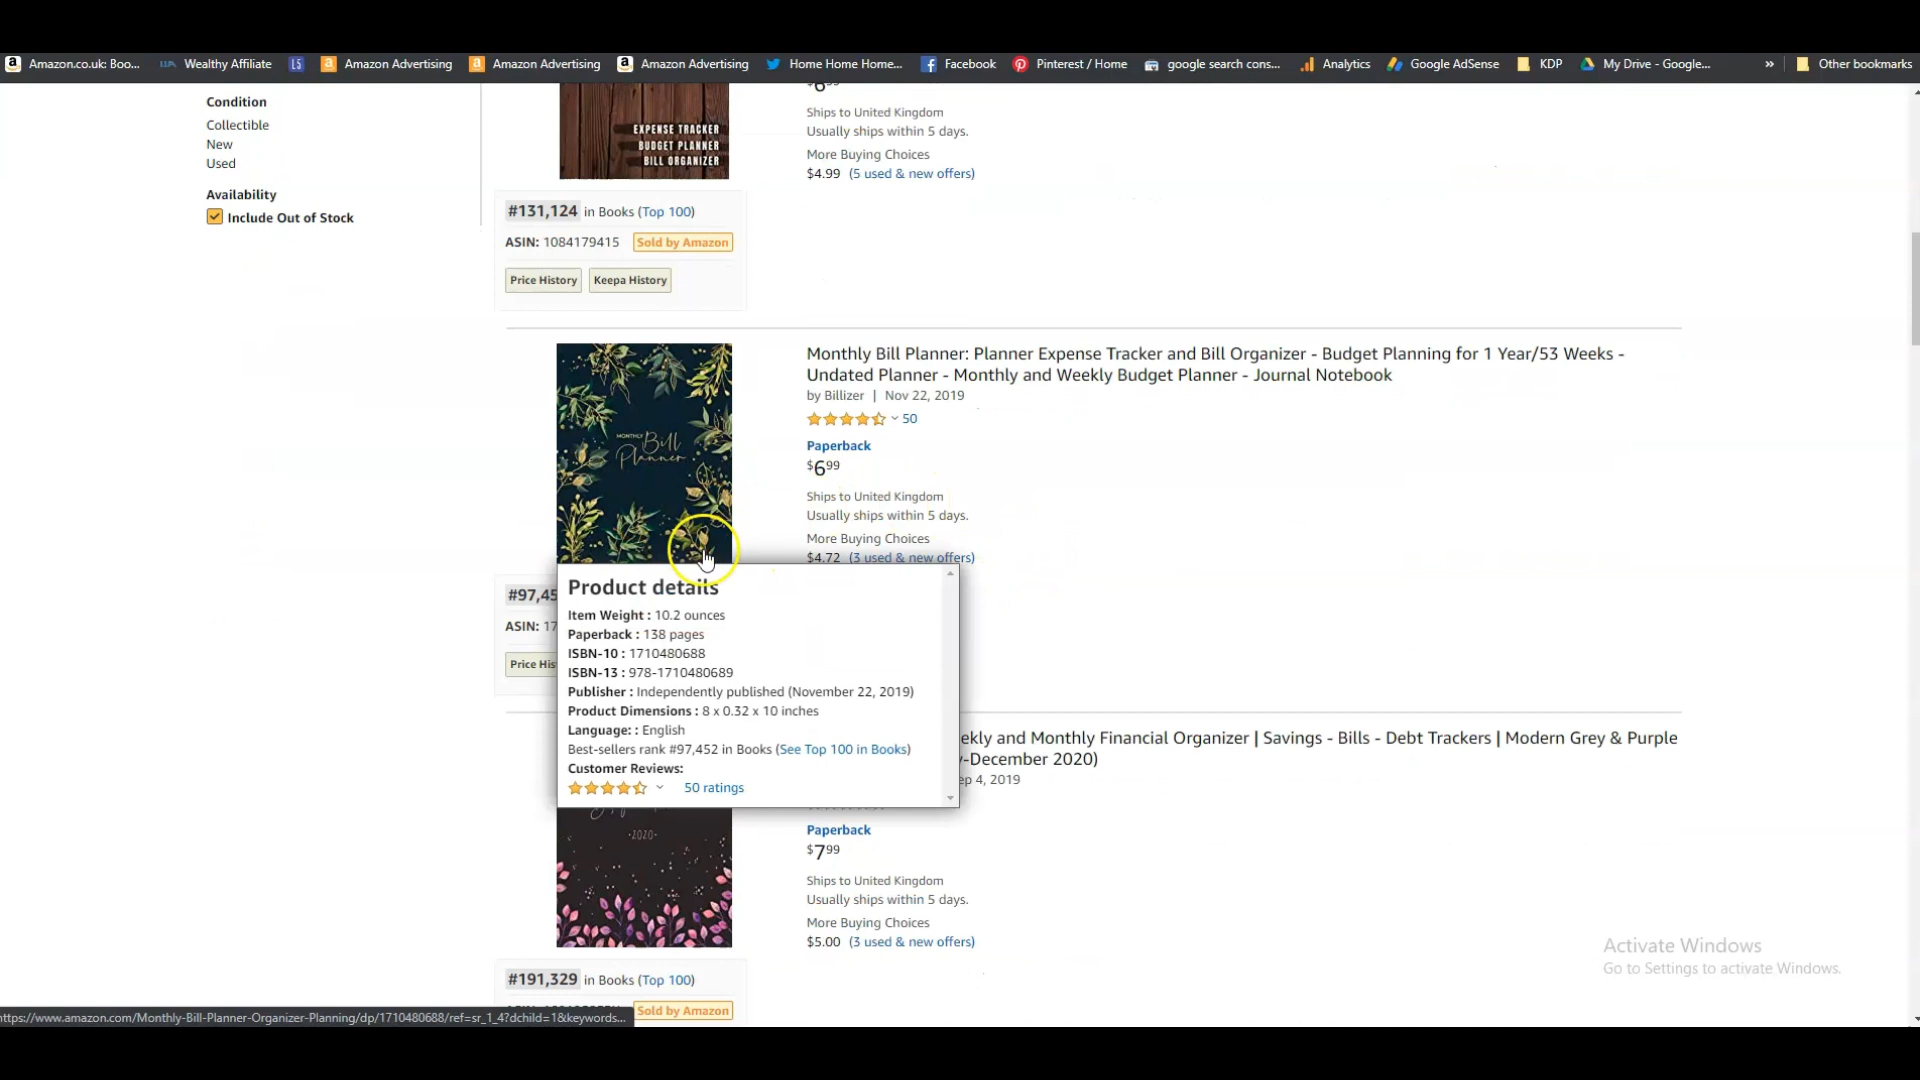 Amazon.co.uk: Boo... Wealthy Affiliate LS Amazon Advertising Amazon Advertising Amazon Advertising Home Home Home... Facebook Pinterest / Home google search cons... Analytics Google AdSense KDP My Drive - Google... » Other bookmarks
Condition
Collectible
New
Used
Availability
Include Out of Stock
EXPENSE TRACKER
BUDGET PLANNER
BILL ORGANIZER
Ships to United Kingdom
Usually ships within 5 days.
More Buying Choices
$4.99 (5 used & new offers)
#131,124 in Books (Top 100)
ASIN: 1084179415 Sold by Amazon
Price History Keepa History
MONTHLY
Bill
Planner
Monthly Bill Planner: Planner Expense Tracker and Bill Organizer - Budget Planning for 1 Year/53 Weeks -
Undated Planner - Monthly and Weekly Budget Planner - Journal Notebook
by Billizer | Nov 22, 2019
50
Paperback
$6.99
Ships to United Kingdom
Usually ships within 5 days.
More Buying Choices
$4.72 (3 used & new offers)
#97,45
ASIN: 17
Price His
Product details
Item Weight : 10.2 ounces
Paperback : 138 pages
ISBN-10 : 1710480688
ISBN-13 : 978-1710480689
Publisher : Independently published (November 22, 2019)
Product Dimensions : 8 x 0.32 x 10 inches
Language: : English
Best-sellers rank #97,452 in Books (See Top 100 in Books)
Customer Reviews:
50 ratings
ekly and Monthly Financial Organizer | Savings - Bills - Debt Trackers | Modern Grey & Purple
y-December 2020)
ep 4, 2019
-2020-
Paperback
$7.99
Ships to United Kingdom
Usually ships within 5 days.
More Buying Choices
$5.00 (3 used & new offers)
#191,329 in Books (Top 100)
Sold by Amazon
Activate Windows
Go to Settings to activate Windows.
https://www.amazon.com/Monthly-Bill-Planner-Organizer-Planning/dp/1710480688/ref=sr_1_4?dchild=1&keywords...